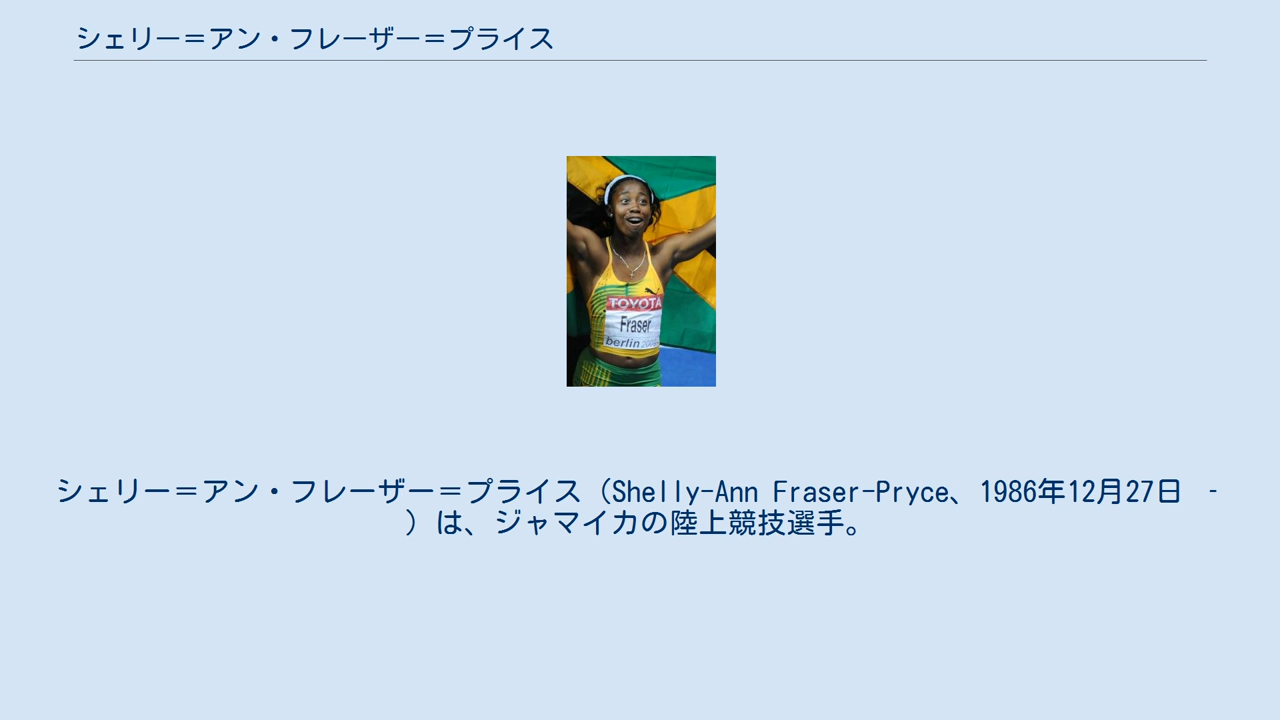 シェリー＝アン・フレーザー＝プライス
TOYOTA
Fraser
berlin
シェリー＝アン・フレーザー＝プライス（Shelly-Ann Fraser-Pryce、1986年12月27日 -
）は、ジャマイカの陸上競技選手。